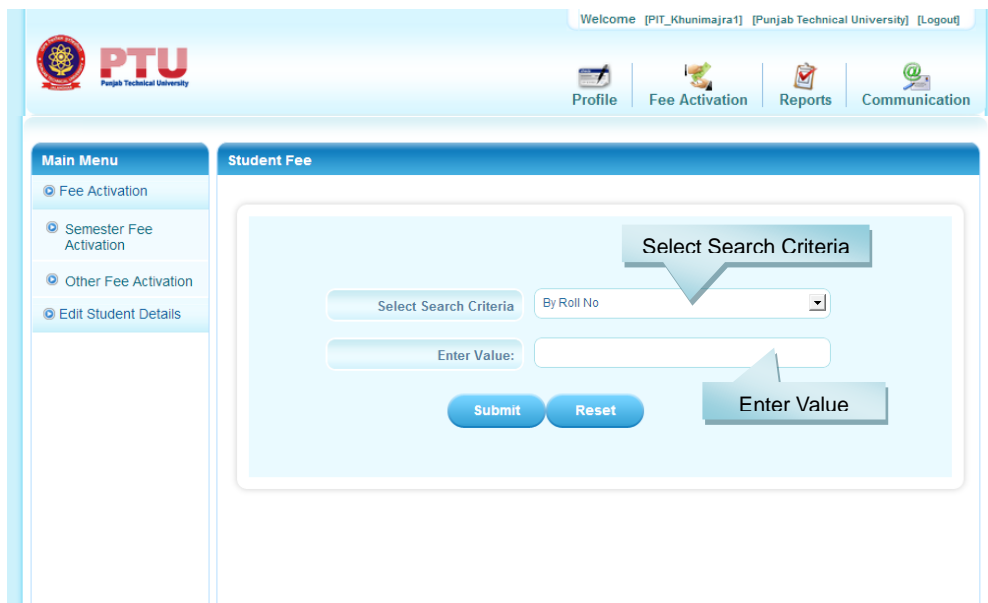 Welcome [PIT_Khunimajra1] [Punjab Technical University] [Logout]
PTU
Punjab Technical University
Profile
Fee Activation
Reports
Communication
Main Menu
Fee Activation
Semester Fee
Activation
Other Fee Activation
Edit Student Details
Student Fee
Select Search Criteria
Select Search Criteria
By Roll No
Enter Value:
Submit
Reset
Enter Value